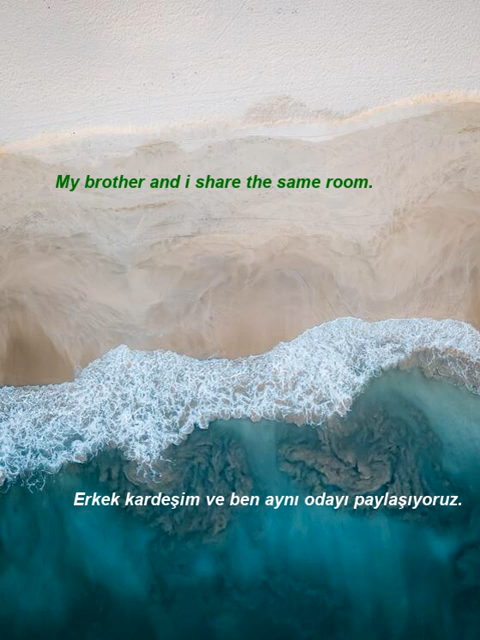 My brother and i share the same room.
Erkek kardeşim ve ben aynı odayı paylaşıyoruz.